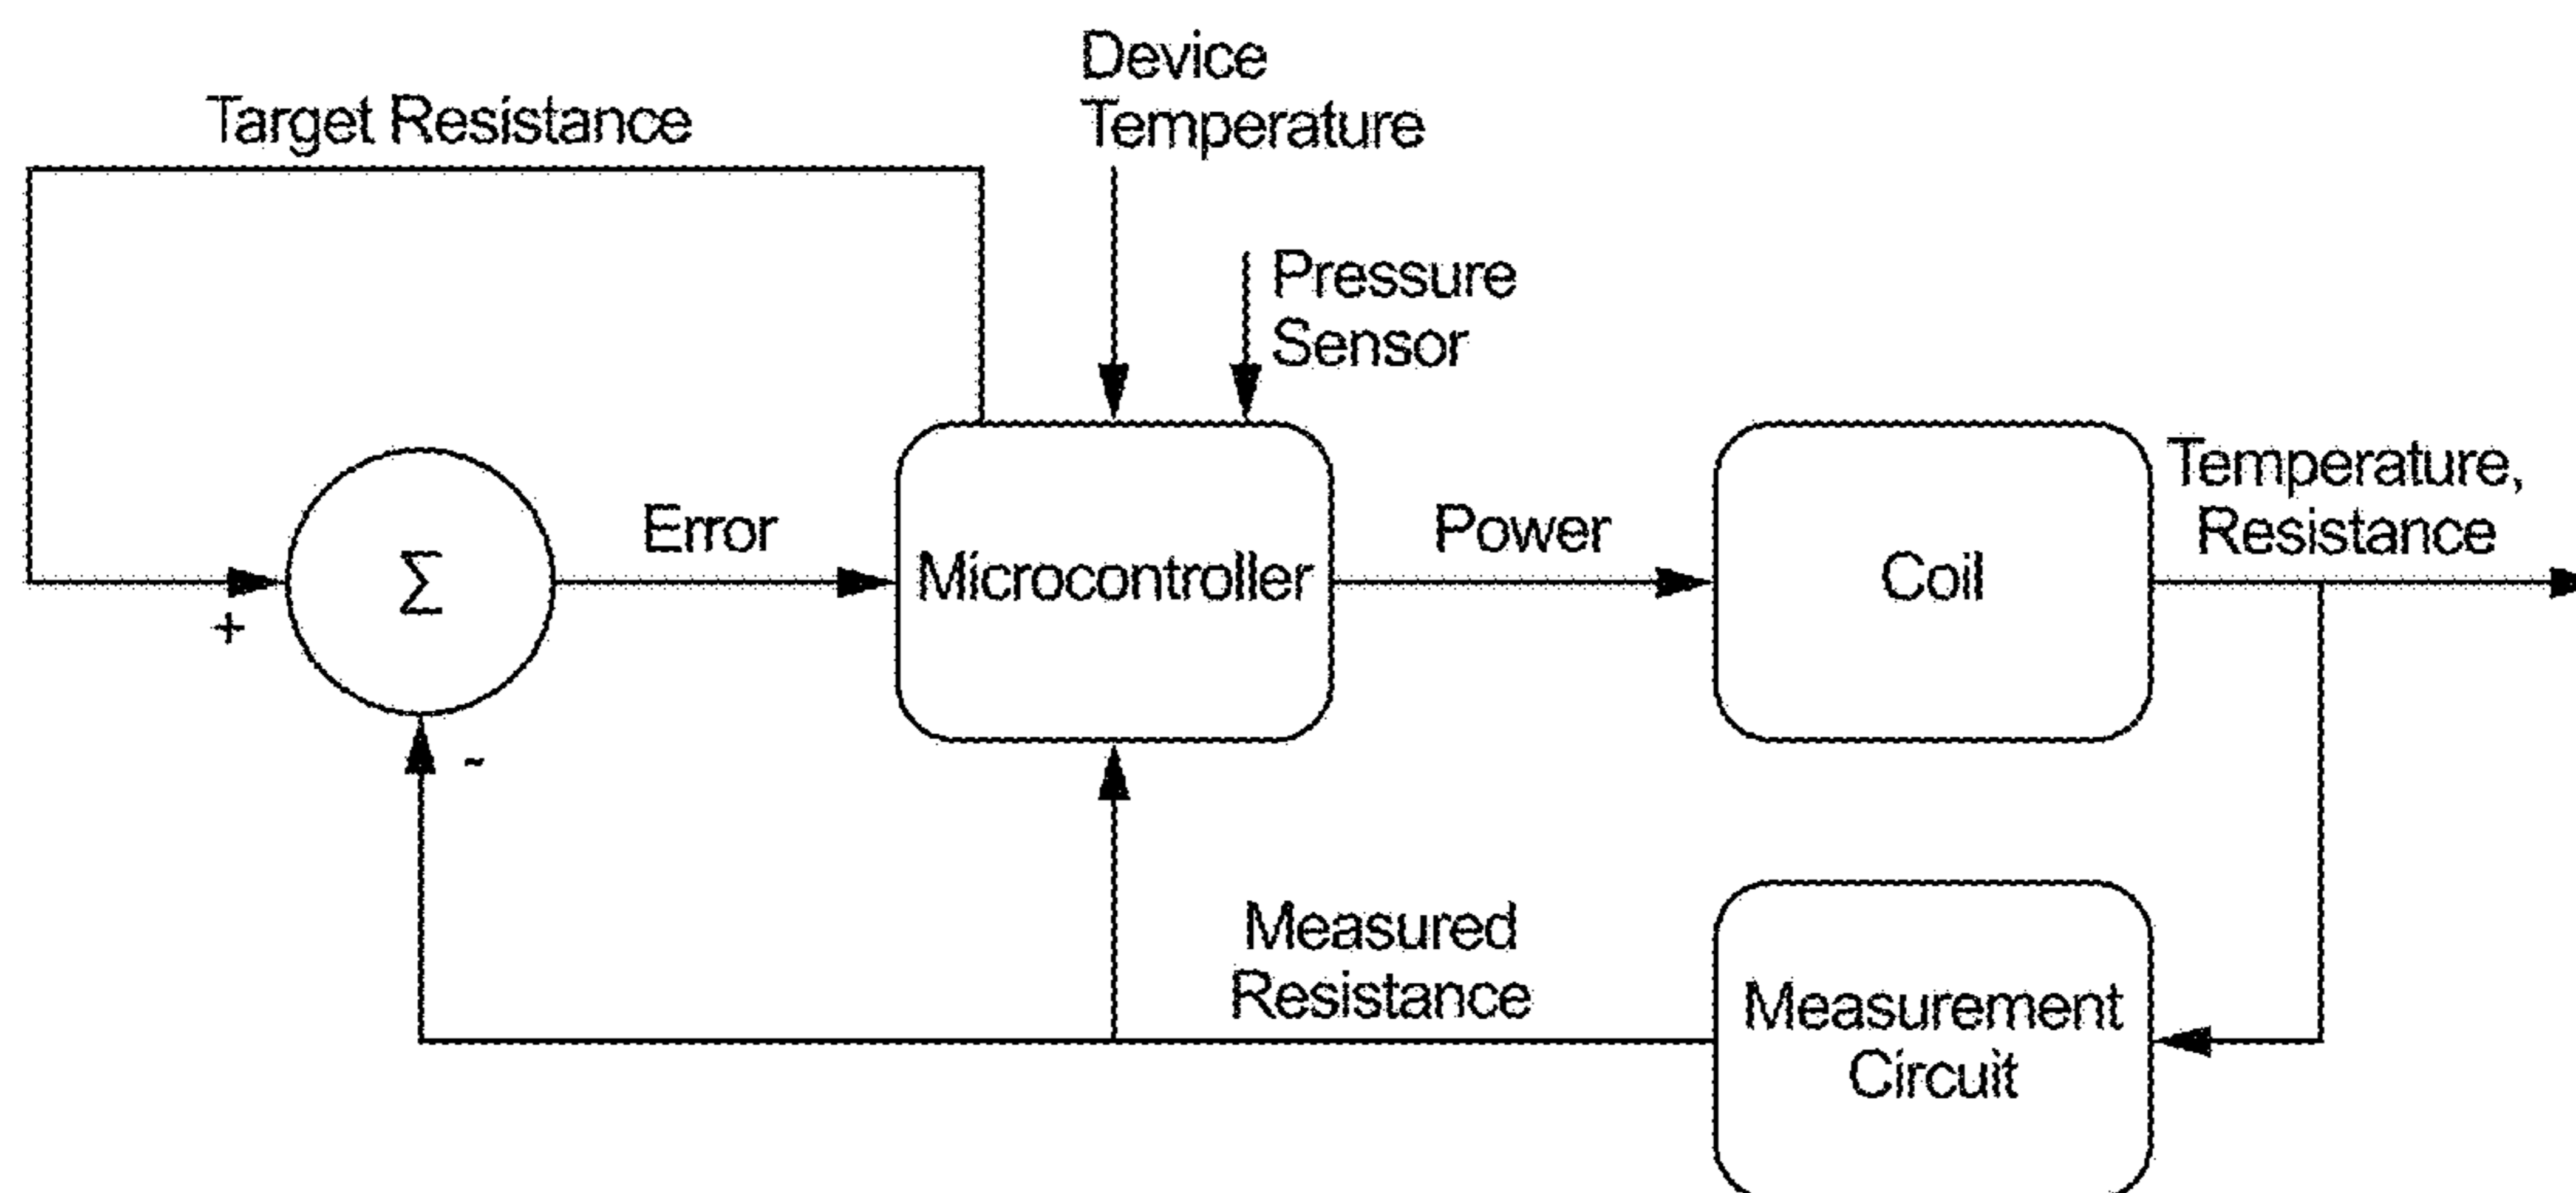 Device
Temperature
Target Resistance
Pressure
Sensor
Temperature,
Resistance
Error
Power
Σ
Microcontroller
Coil
+
-
Measured
Resistance
Measurement
Circuit